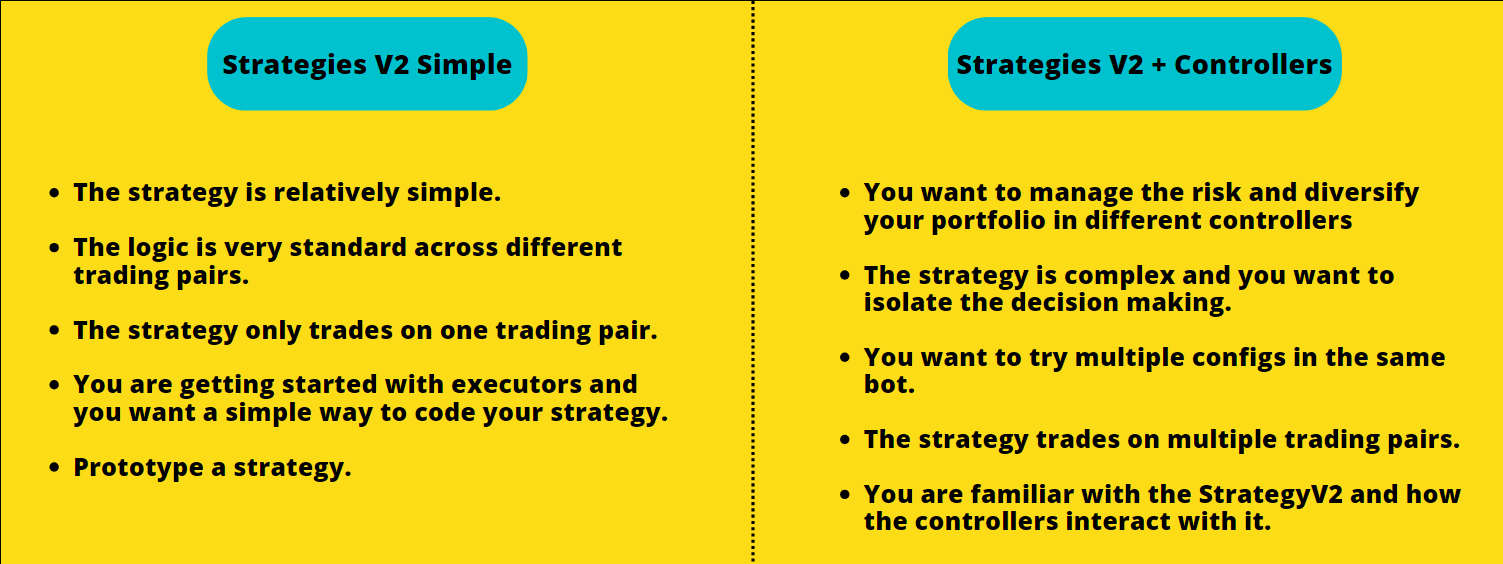 Strategies V2 Simple
• The strategy is relatively simple.
• The logic is very standard across different
trading pairs.
• The strategy only trades on one trading pair.
• You are getting started with executors and
you want a simple way to code your strategy.
• Prototype a strategy.
Strategies V2 + Controllers
• You want to manage the risk and diversify
your portfolio in different controllers
• The strategy is complex and you want to
isolate the decision making.
• You want to try multiple configs in the same
bot.
• The strategy trades on multiple trading pairs.
• You are familiar with the StrategyV2 and how
the controllers interact with it.